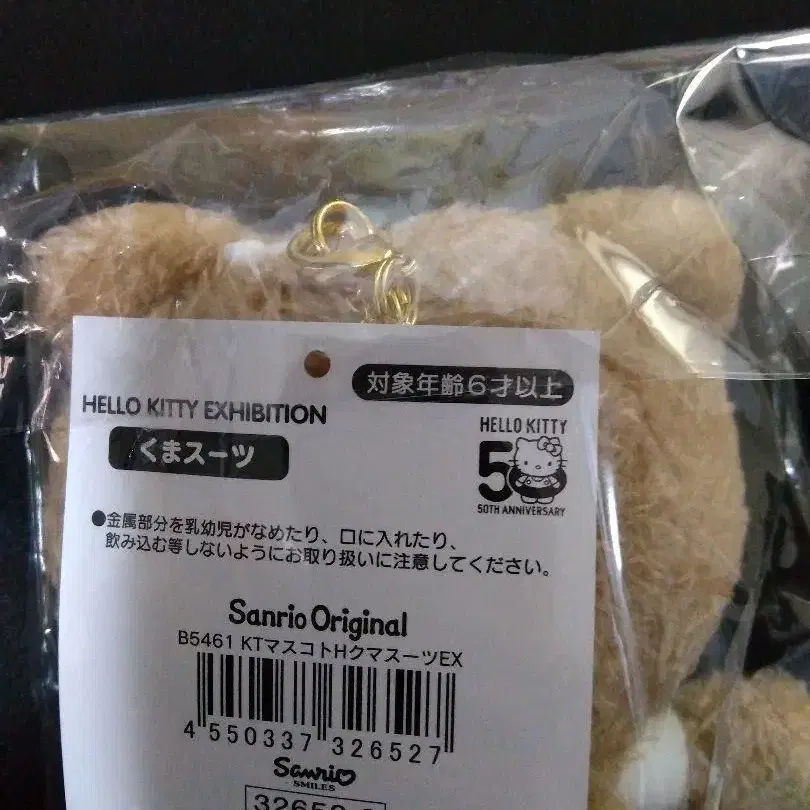 対象年齢6才以上
HELLO KITTY EXHIBITION
くまスーツ
HELLO KITTY
50
50TH ANNIVERSARY
●金属部分を乳幼児がなめたり、口に入れたり、
飲み込む等しないようにお取り扱いに注意してください。
Sanrio Original
B5461 KTマスコトHクマスーツEX
4 550337 326527
Sanrio
SMILES
32652